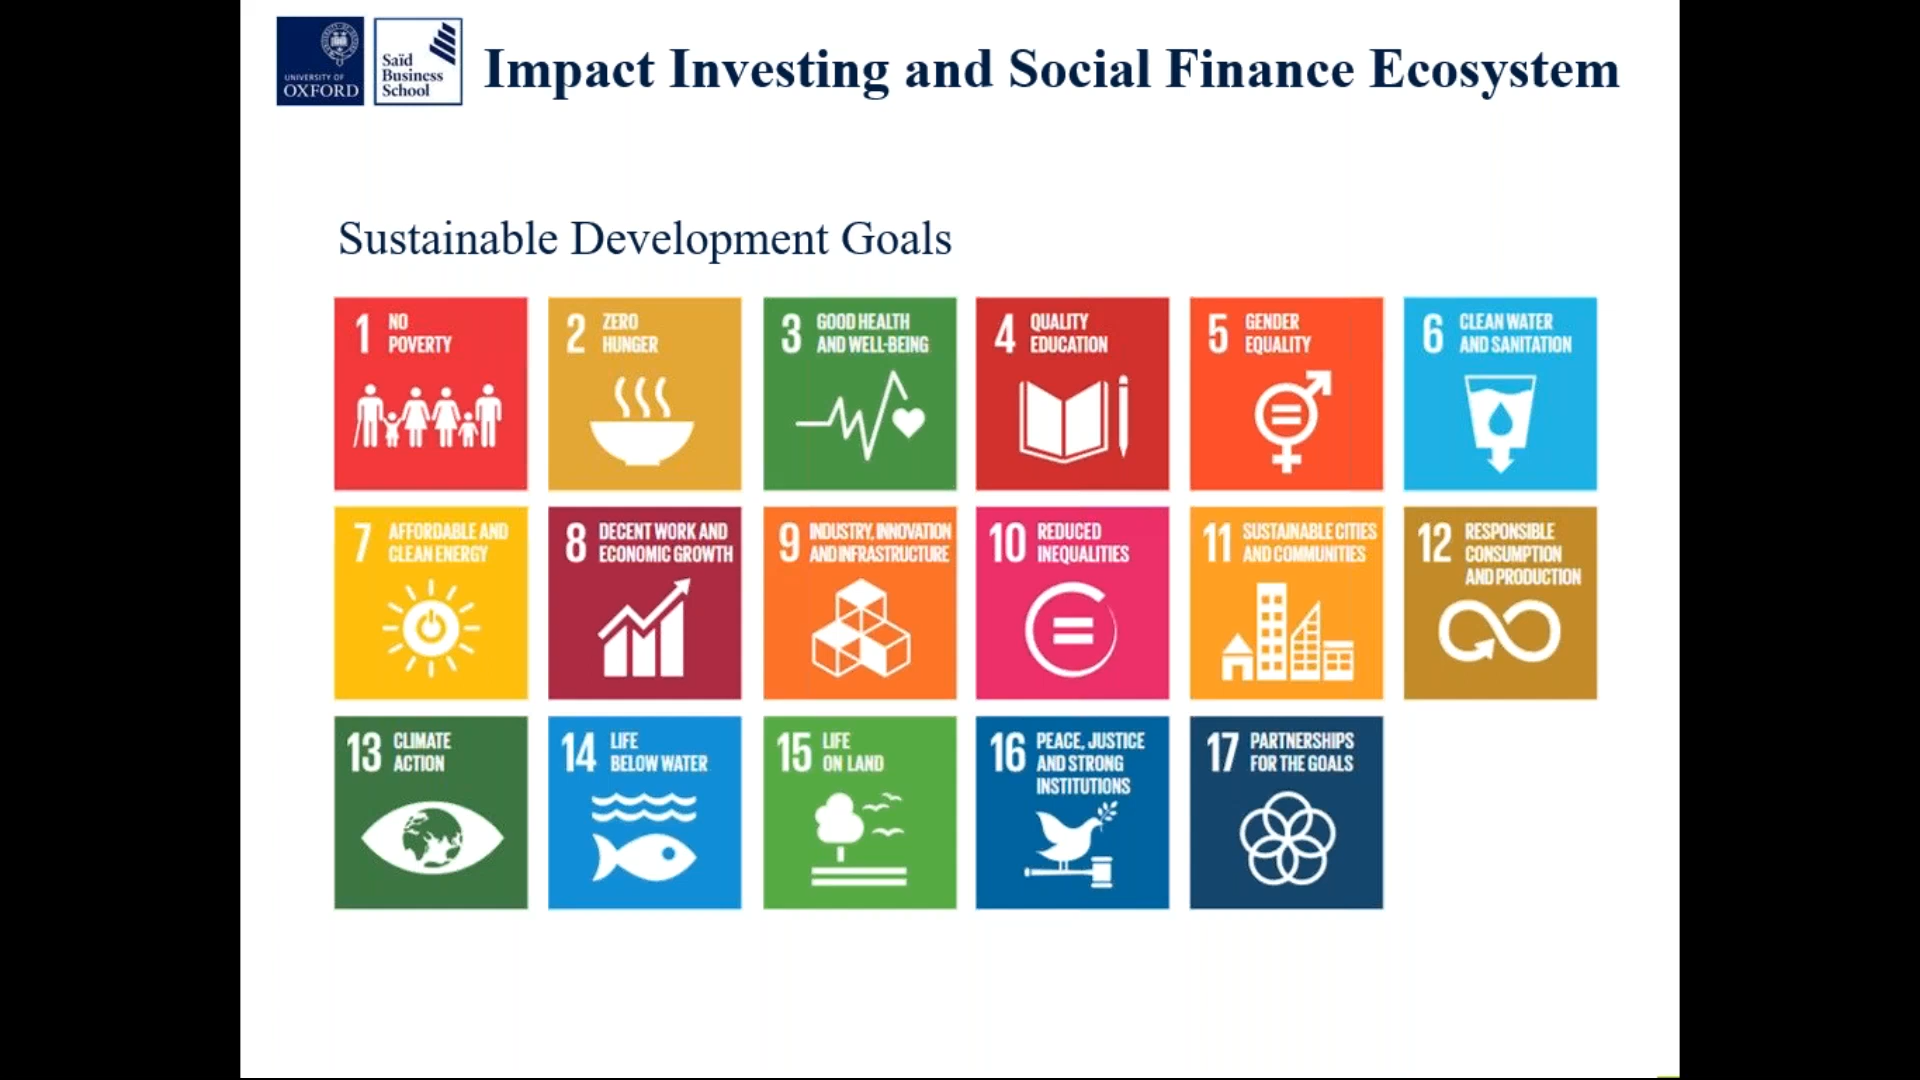 UNIVERSITY OF
OXFORD
Saïd
Business
School
Impact Investing and Social Finance Ecosystem
Sustainable Development Goals
1 NO
POVERTY
2 ZERO
HUNGER
3 GOOD HEALTH
AND WELL-BEING
4 QUALITY
EDUCATION
5 GENDER
EQUALITY
6 CLEAN WATER
AND SANITATION
7 AFFORDABLE AND
CLEAN ENERGY
8 DECENT WORK AND
ECONOMIC GROWTH
9 INDUSTRY, INNOVATION
AND INFRASTRUCTURE
10 REDUCED
INEQUALITIES
11 SUSTAINABLE CITIES
AND COMMUNITIES
12 RESPONSIBLE
CONSUMPTION
AND PRODUCTION
13 CLIMATE
ACTION
14 LIFE
BELOW WATER
15 LIFE
ON LAND
16 PEACE, JUSTICE
AND STRONG
INSTITUTIONS
17 PARTNERSHIPS
FOR THE GOALS